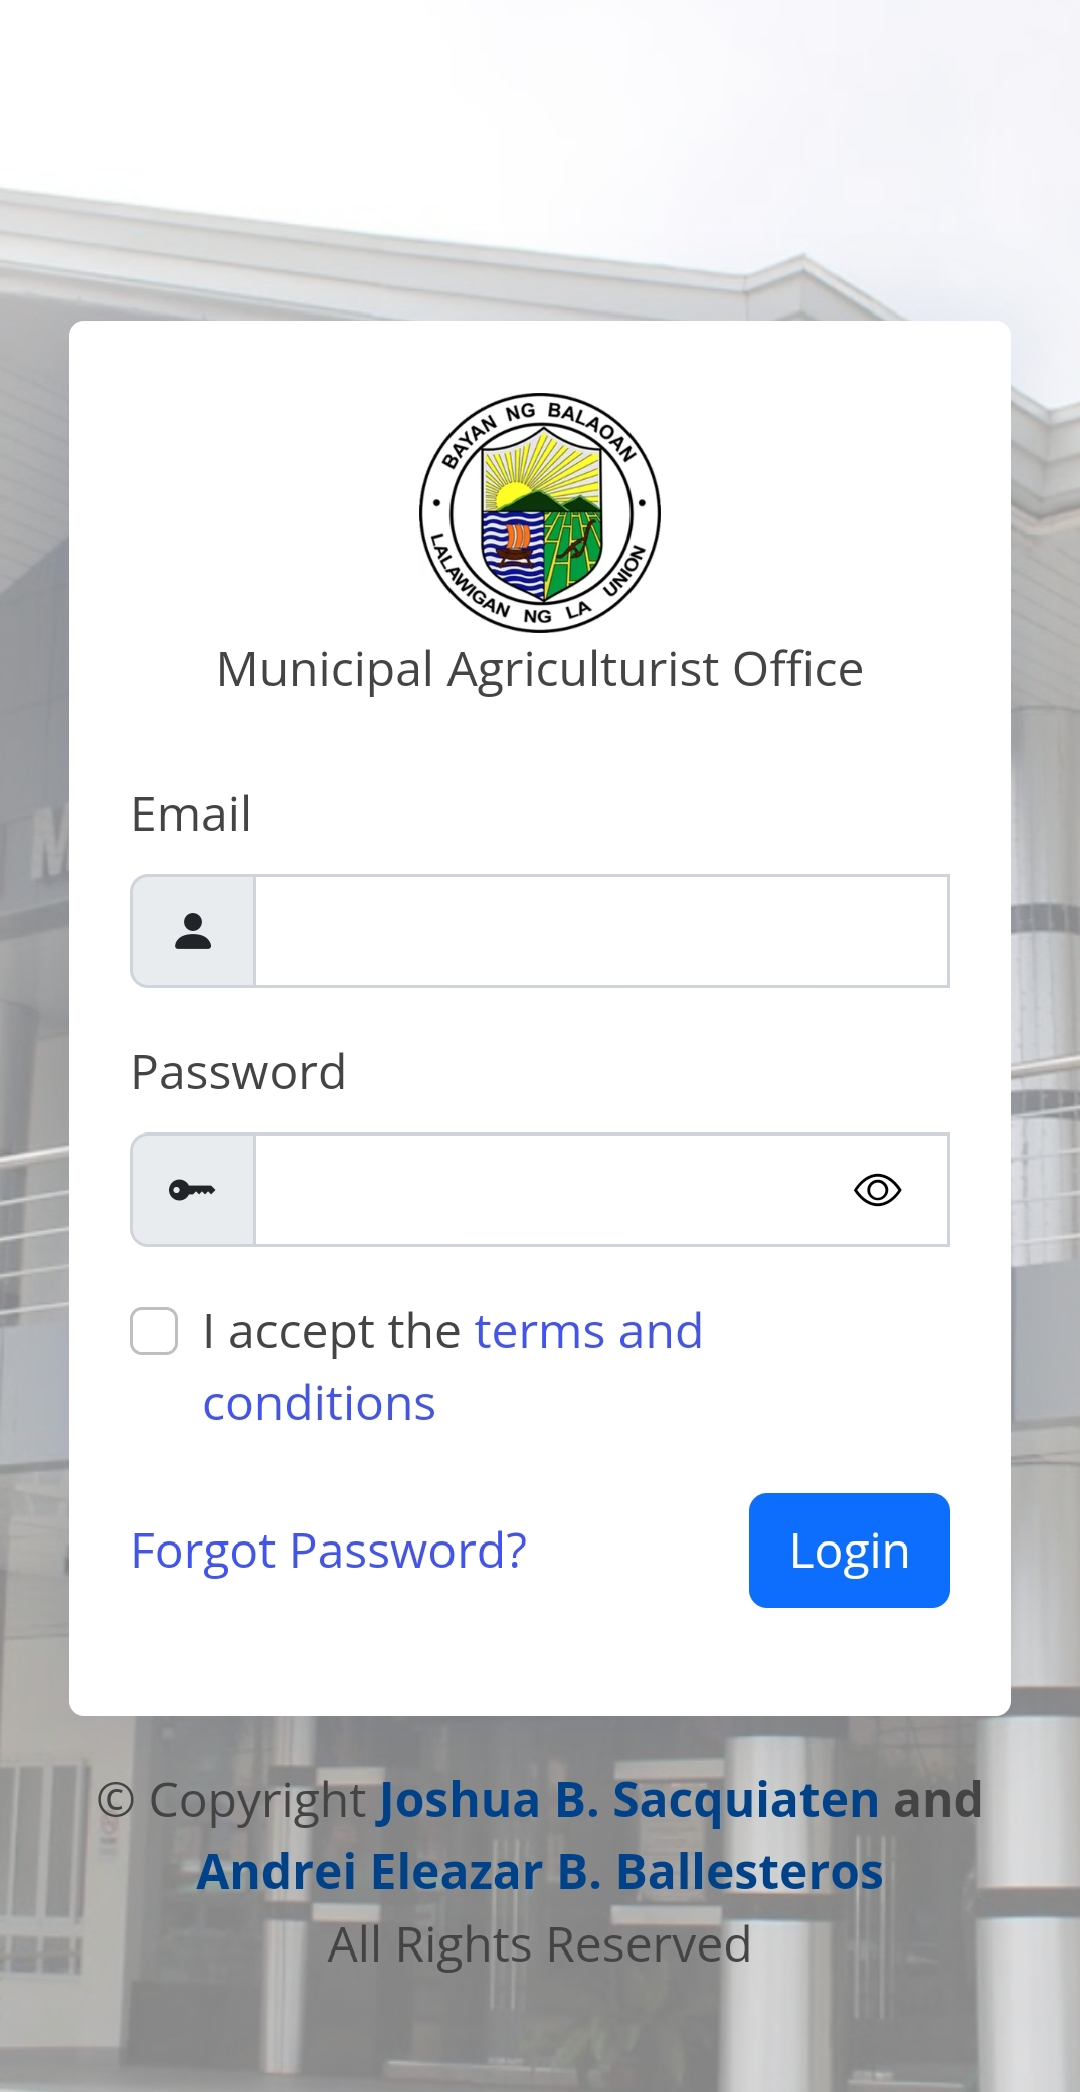 BAYAN NG BALAOAN
LALAWIGAN NG LA UNION
Municipal Agriculturist Office
Email
Password
I accept the terms and
conditions
Forgot Password?
Login
© Copyright Joshua B. Sacquiaten and
Andrei Eleazar B. Ballesteros
All Rights Reserved